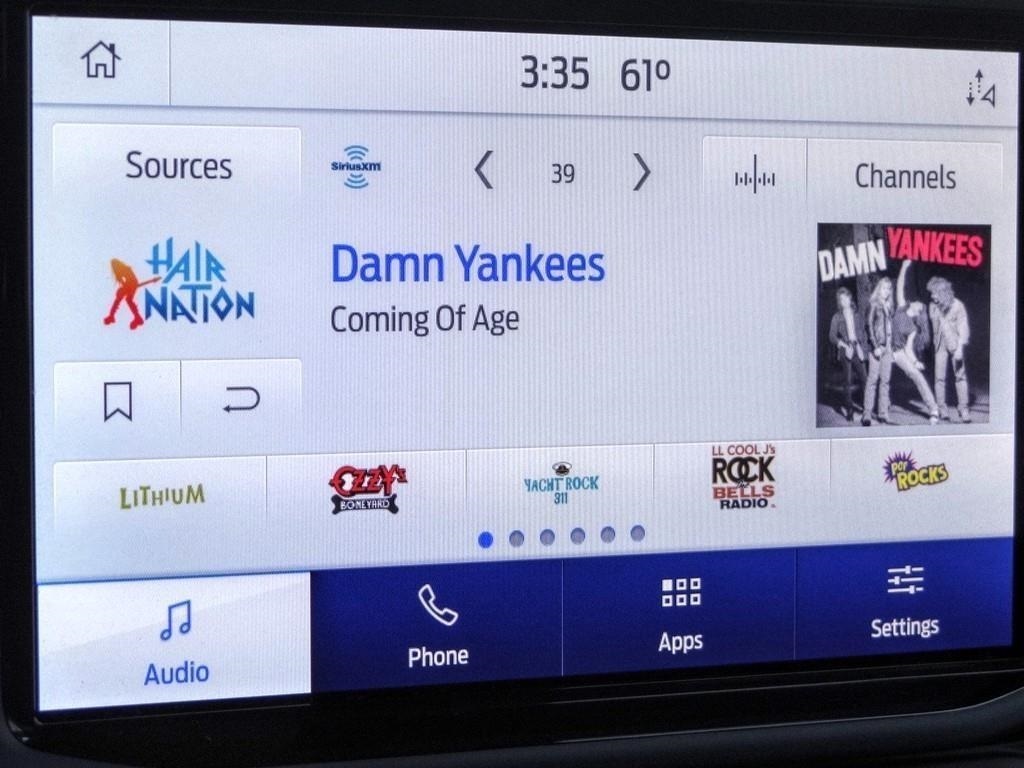 3:35 61º
Sources
SiriusXM
39
Channels
HAIR
NATION
Damn Yankees
Coming Of Age
DAMN YANKEES
LITHIUM
OZZY's
BONEYARD
YACHT ROCK
311
LL COOL J's
ROCK
the
BELLS
RADIO
POP
ROCKS
Audio
Phone
Apps
Settings